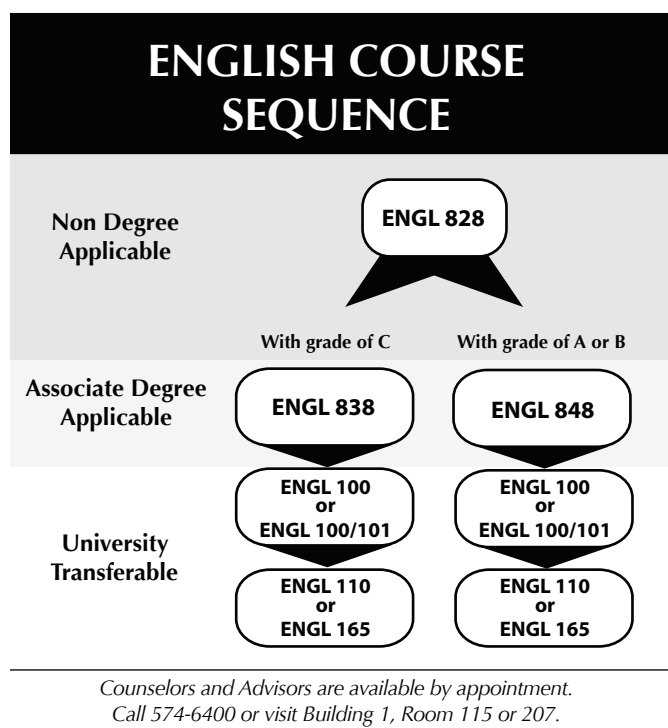 ENGLISH COURSE
SEQUENCE
Non Degree
Applicable
ENGL 828
With grade of C
With grade of A or B
Associate Degree
Applicable
ENGL 838
ENGL 848
University
Transferable
ENGL 100
or
ENGL 100/101
ENGL 100
or
ENGL 100/101
ENGL 110
or
ENGL 165
ENGL 110
or
ENGL 165
Counselors and Advisors are available by appointment.
Call 574-6400 or visit Building 1, Room 115 or 207.